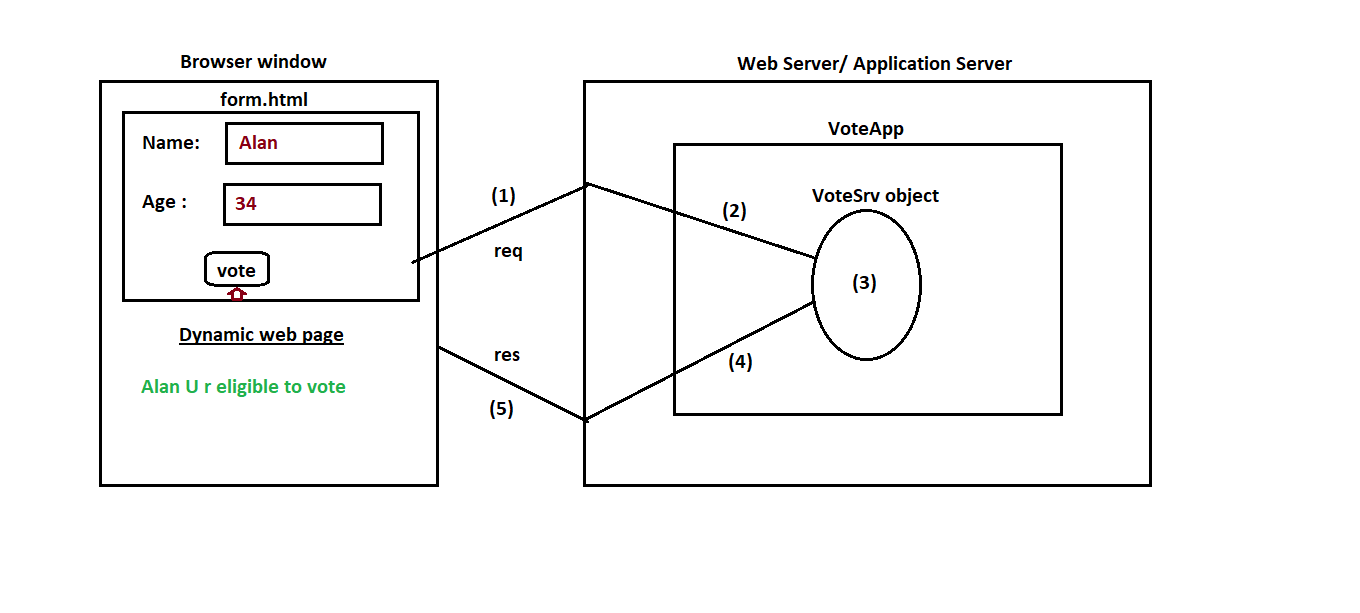 Browser window
form.html
Name: Alan
Age : 34
vote
Dynamic web page
Alan U r eligible to vote
(1)
req
res
(5)
Web Server/ Application Server
VoteApp
VoteSrv object
(2)
(3)
(4)